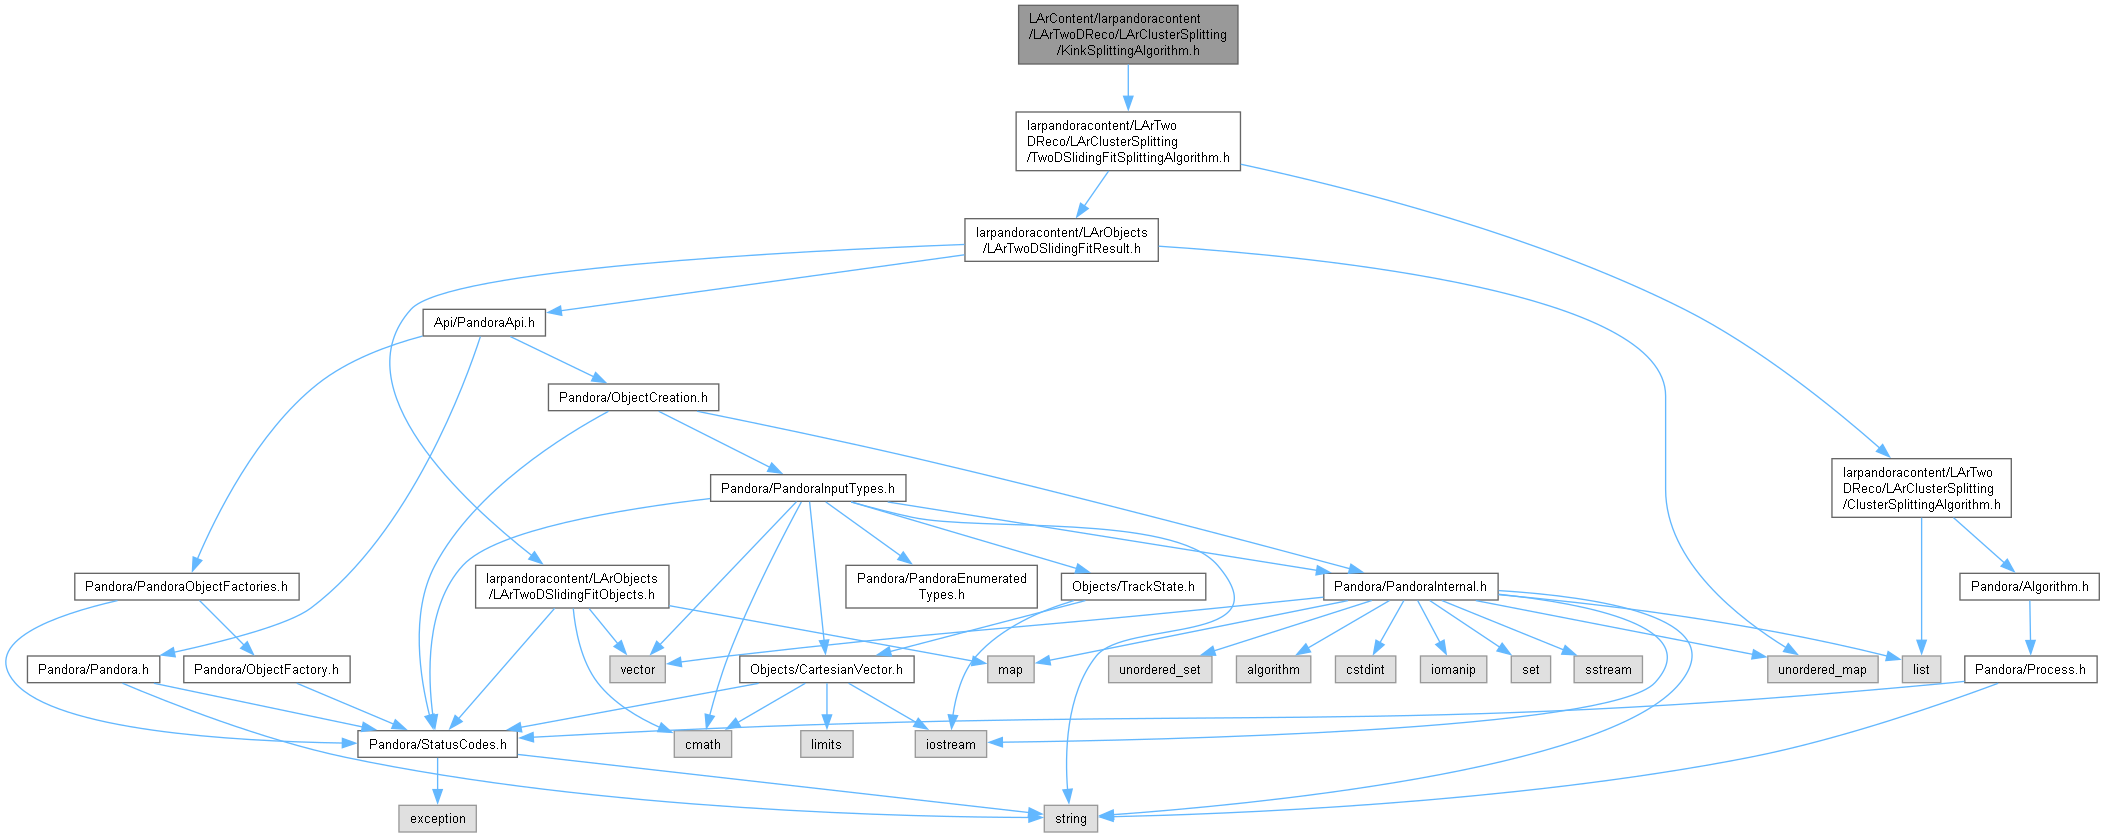 LArContent/larpandoracontent
/LArTwoDReco/LArClusterSplitting
/KinkSplittingAlgorithm.h
larpandoracontent/LArTwo
DReco/LArClusterSplitting
/TwoDSlidingFitSplittingAlgorithm.h
larpandoracontent/LArObjects
/LArTwoDSlidingFitResult.h
Api/PandoraApi.h
Pandora/ObjectCreation.h
Pandora/PandoraInputTypes.h
larpandoracontent/LArTwo
DReco/LArClusterSplitting
/ClusterSplittingAlgorithm.h
Pandora/PandoraObjectFactories.h
larpandoracontent/LArObjects
/LArTwoDSlidingFitObjects.h
Pandora/PandoraEnumerated
Types.h
Objects/TrackState.h
Pandora/PandoraInternal.h
Pandora/Algorithm.h
Pandora/Pandora.h
Pandora/ObjectFactory.h
vector
Objects/CartesianVector.h
map
unordered_set
algorithm
cstdint
iomanip
set
sstream
unordered_map
list
Pandora/Process.h
Pandora/StatusCodes.h
cmath
limits
iostream
exception
string